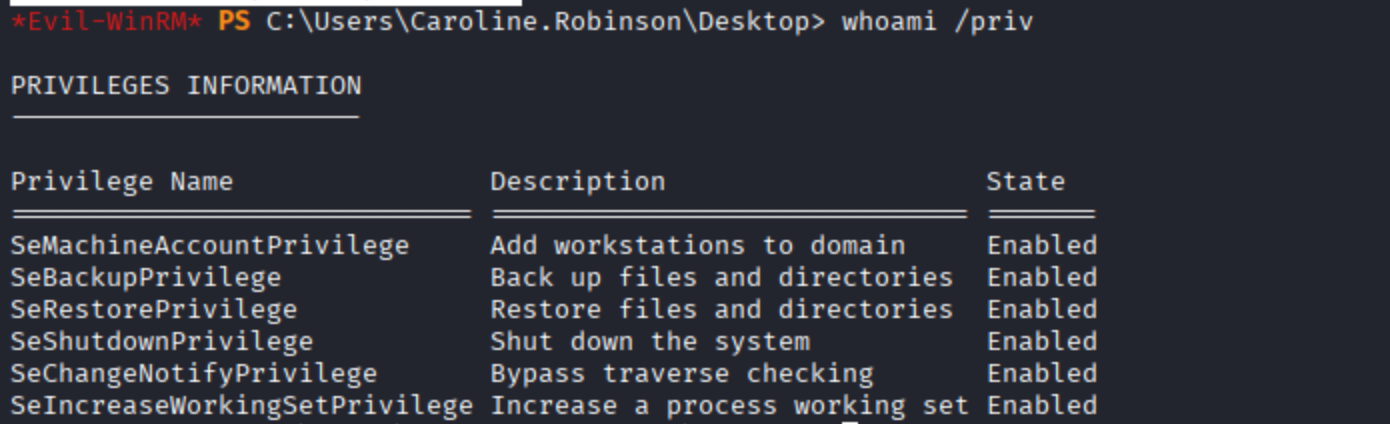 *Evil-WinRM* PS C:\Users\Caroline.Robinson\Desktop> whoami /priv
PRIVILEGES INFORMATION
Privilege Name Description State
SeMachineAccountPrivilege Add workstations to domain Enabled
SeBackupPrivilege Back up files and directories Enabled
SeRestorePrivilege Restore files and directories Enabled
SeShutdownPrivilege Shut down the system Enabled
SeChangeNotifyPrivilege Bypass traverse checking Enabled
SeIncreaseWorkingSetPrivilege Increase a process working set Enabled